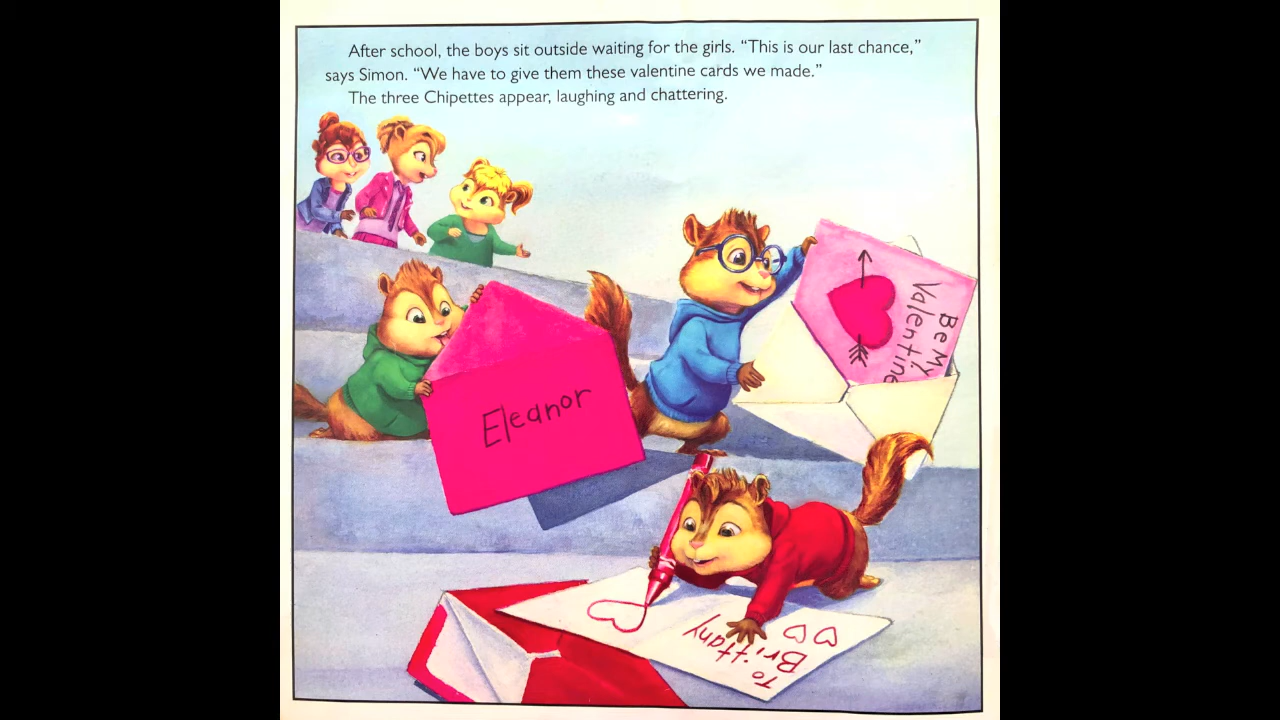 After school, the boys sit outside waiting for the girls. “This is our last chance,”
says Simon. “We have to give them these valentine cards we made.”
The three Chipettes appear, laughing and chattering.
Be My
Valentine
Eleanor
To
Brittany